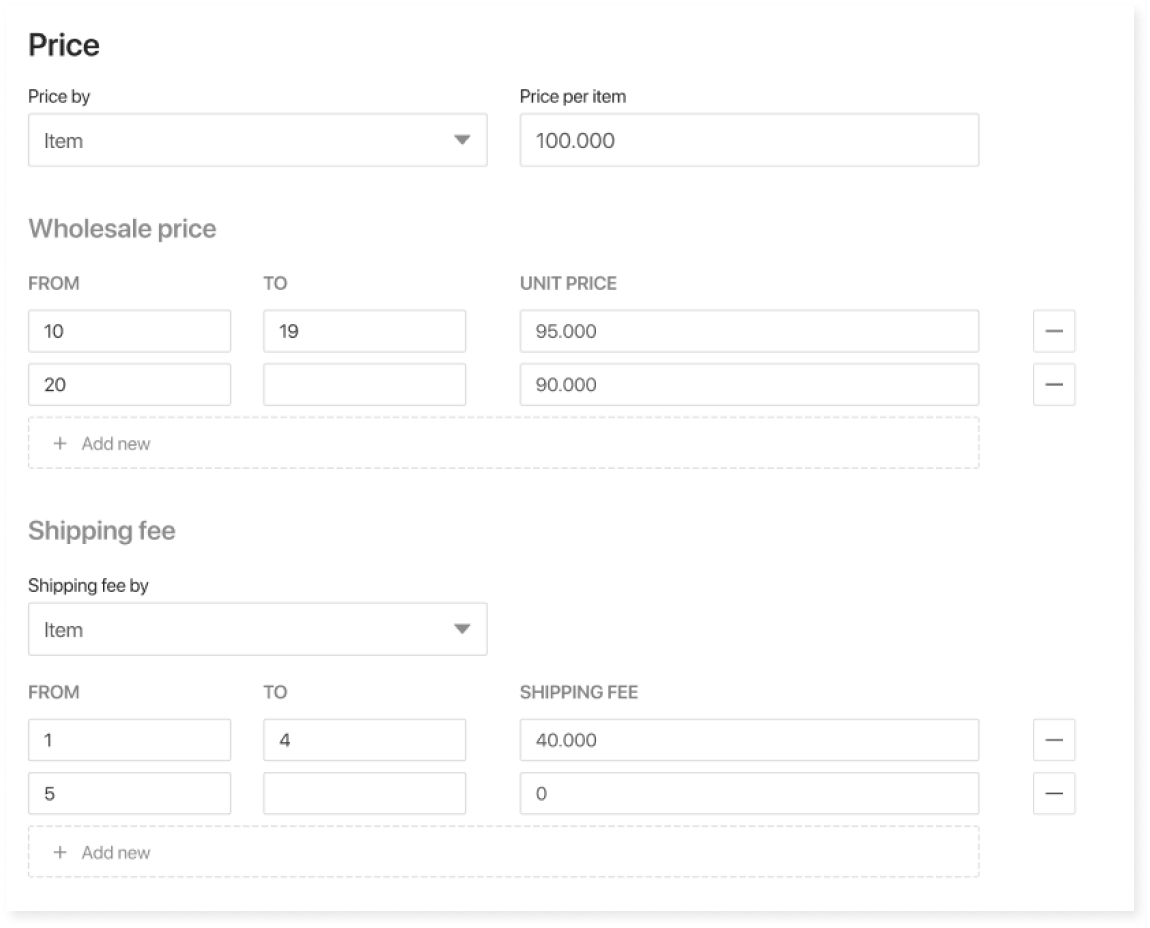 Price
Price by Price per item
Item 100.000
Wholesale price
FROM TO UNIT PRICE
10 19 95.000
20 90.000
+ Add new
Shipping fee
Shipping fee by
Item
FROM TO SHIPPING FEE
1 4 40.000
5 0
+ Add new